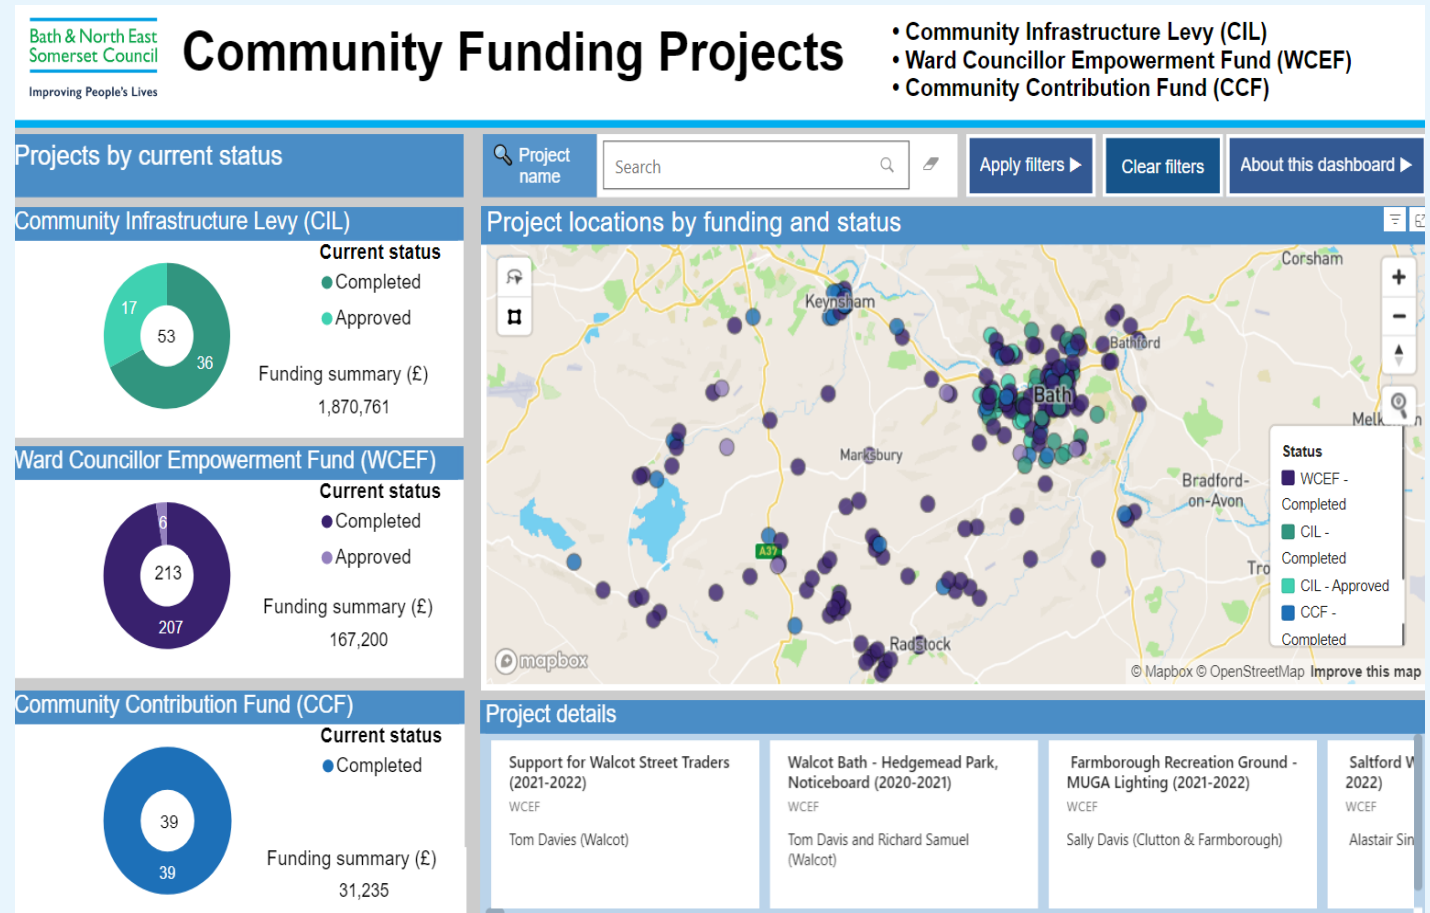 Bath & North East
Somerset Council
Improving People's Lives
Community Funding Projects
• Community Infrastructure Levy (CIL)
• Ward Councillor Empowerment Fund (WCEF)
• Community Contribution Fund (CCF)
Projects by current status
Project
name
Search
Apply filters
Clear filters
About this dashboard
Community Infrastructure Levy (CIL)
Current status
Completed
Approved
17
53
36
Funding summary (£)
1,870,761
Ward Councillor Empowerment Fund (WCEF)
Current status
Completed
Approved
6
213
207
Funding summary (£)
167,200
Community Contribution Fund (CCF)
Current status
Completed
39
39
Funding summary (£)
31,235
Project locations by funding and status
Corsham
Keynsham
Bathford
Bath
Marksbury
Bradford-
on-Avon
A37
Radstock
Status
WCEF -
Completed
CIL -
Completed
CIL - Approved
CCF -
Completed
mapbox
© Mapbox © OpenStreetMap Improve this map
Project details
Support for Walcot Street Traders
(2021-2022)
WCEF
Tom Davies (Walcot)
Walcot Bath - Hedgemead Park,
Noticeboard (2020-2021)
WCEF
Tom Davis and Richard Samuel
(Walcot)
Farmborough Recreation Ground -
MUGA Lighting (2021-2022)
WCEF
Sally Davis (Clutton & Farmborough)
Saltford
2022)
WCEF
Alastair